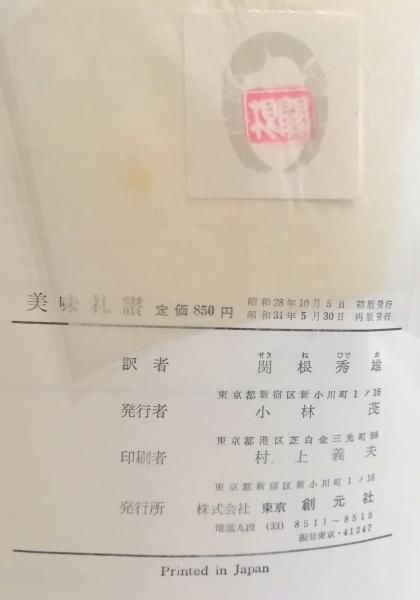 美味礼讃 定価850円 昭和28年10月5日 初版発行
昭和31年5月30日 再版発行
せき ね ひで お
訳者 関根秀雄
東京都新宿区新小川町1ノ16
発行者 小林茂
東京都港区芝白金三光町98
印刷者 村上義夫
東京都新宿区新小川町1ノ16
発行所 株式会社 東京 創元社
電話九段 (33) 8511〜8515
振替東京・41247
Printed in Japan